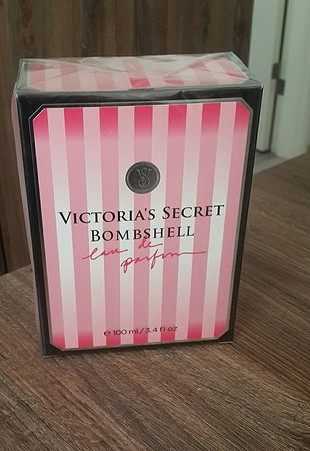 VS
VICTORIA'S SECRET
BOMBSHELL
eau de
parfum
℮ 100 ml / 3.4 fl oz